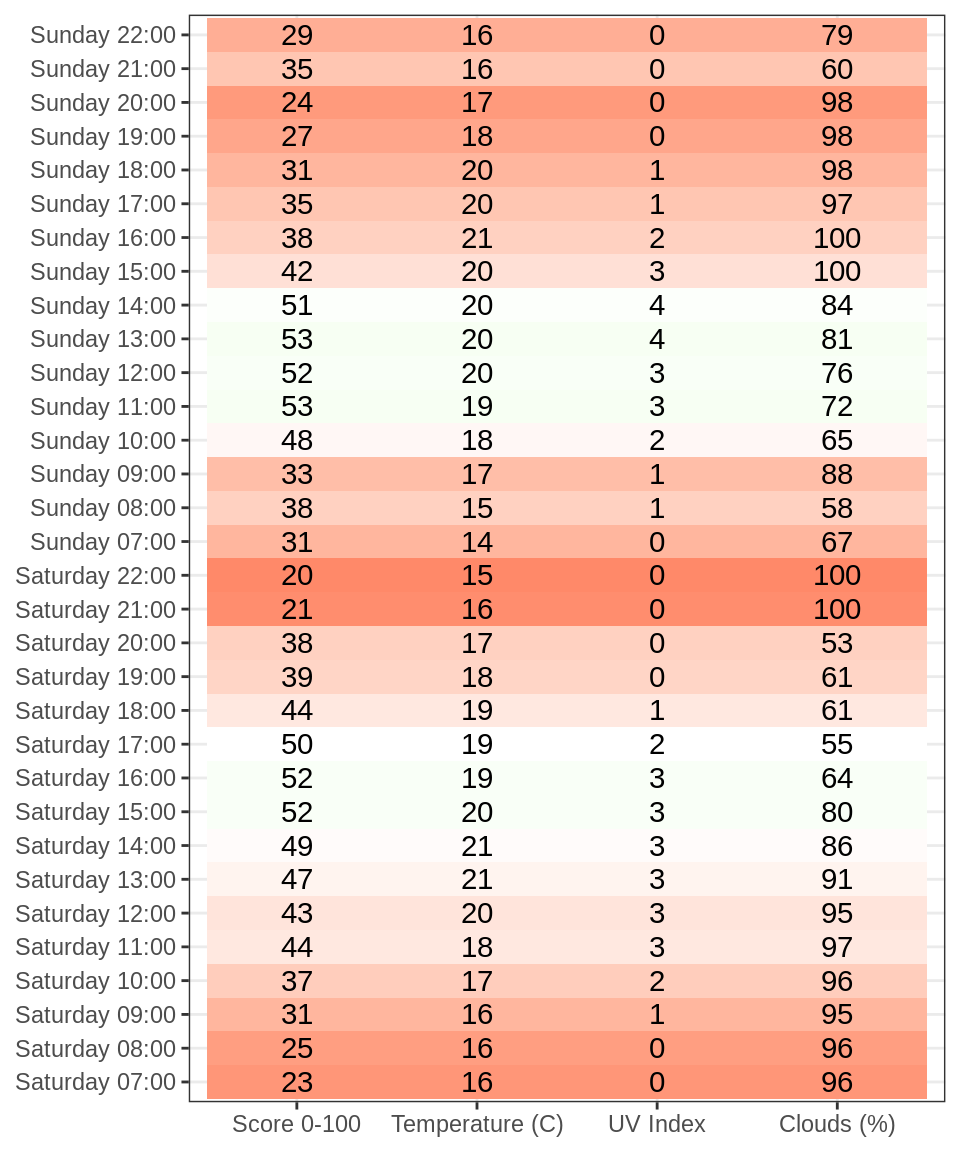 Sunday 22:00 29 16 0 79
Sunday 21:00 35 16 0 60
Sunday 20:00 24 17 0 98
Sunday 19:00 27 18 0 98
Sunday 18:00 31 20 1 98
Sunday 17:00 35 20 1 97
Sunday 16:00 38 21 2 100
Sunday 15:00 42 20 3 100
Sunday 14:00 51 20 4 84
Sunday 13:00 53 20 4 81
Sunday 12:00 52 20 3 76
Sunday 11:00 53 19 3 72
Sunday 10:00 48 18 2 65
Sunday 09:00 33 17 1 88
Sunday 08:00 38 15 1 58
Sunday 07:00 31 14 0 67
Saturday 22:00 20 15 0 100
Saturday 21:00 21 16 0 100
Saturday 20:00 38 17 0 53
Saturday 19:00 39 18 0 61
Saturday 18:00 44 19 1 61
Saturday 17:00 50 19 2 55
Saturday 16:00 52 19 3 64
Saturday 15:00 52 20 3 80
Saturday 14:00 49 21 3 86
Saturday 13:00 47 21 3 91
Saturday 12:00 43 20 3 95
Saturday 11:00 44 18 3 97
Saturday 10:00 37 17 2 96
Saturday 09:00 31 16 1 95
Saturday 08:00 25 16 0 96
Saturday 07:00 23 16 0 96
Score 0-100 Temperature (C) UV Index Clouds (%)